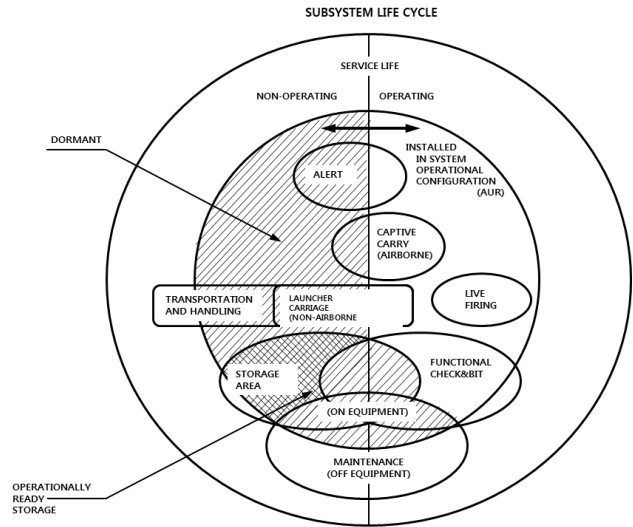 SUBSYSTEM LIFE CYCLE
SERVICE LIFE
NON-OPERATING
OPERATING
DORMANT
INSTALLED
IN SYSTEM
OPERATIONAL
CONFIGURATION
(AUR)
ALERT
CAPTIVE
CARRY
(AIRBORNE)
TRANSPORTATION
AND HANDLING
LAUNCHER
CARRIAGE
(NON-AIRBORNE
LIVE
FIRING
STORAGE
AREA
FUNCTIONAL
CHECK&BIT
(ON EQUIPMENT)
MAINTENANCE
(OFF EQUIPMENT)
OPERATIONALLY
READY
STORAGE